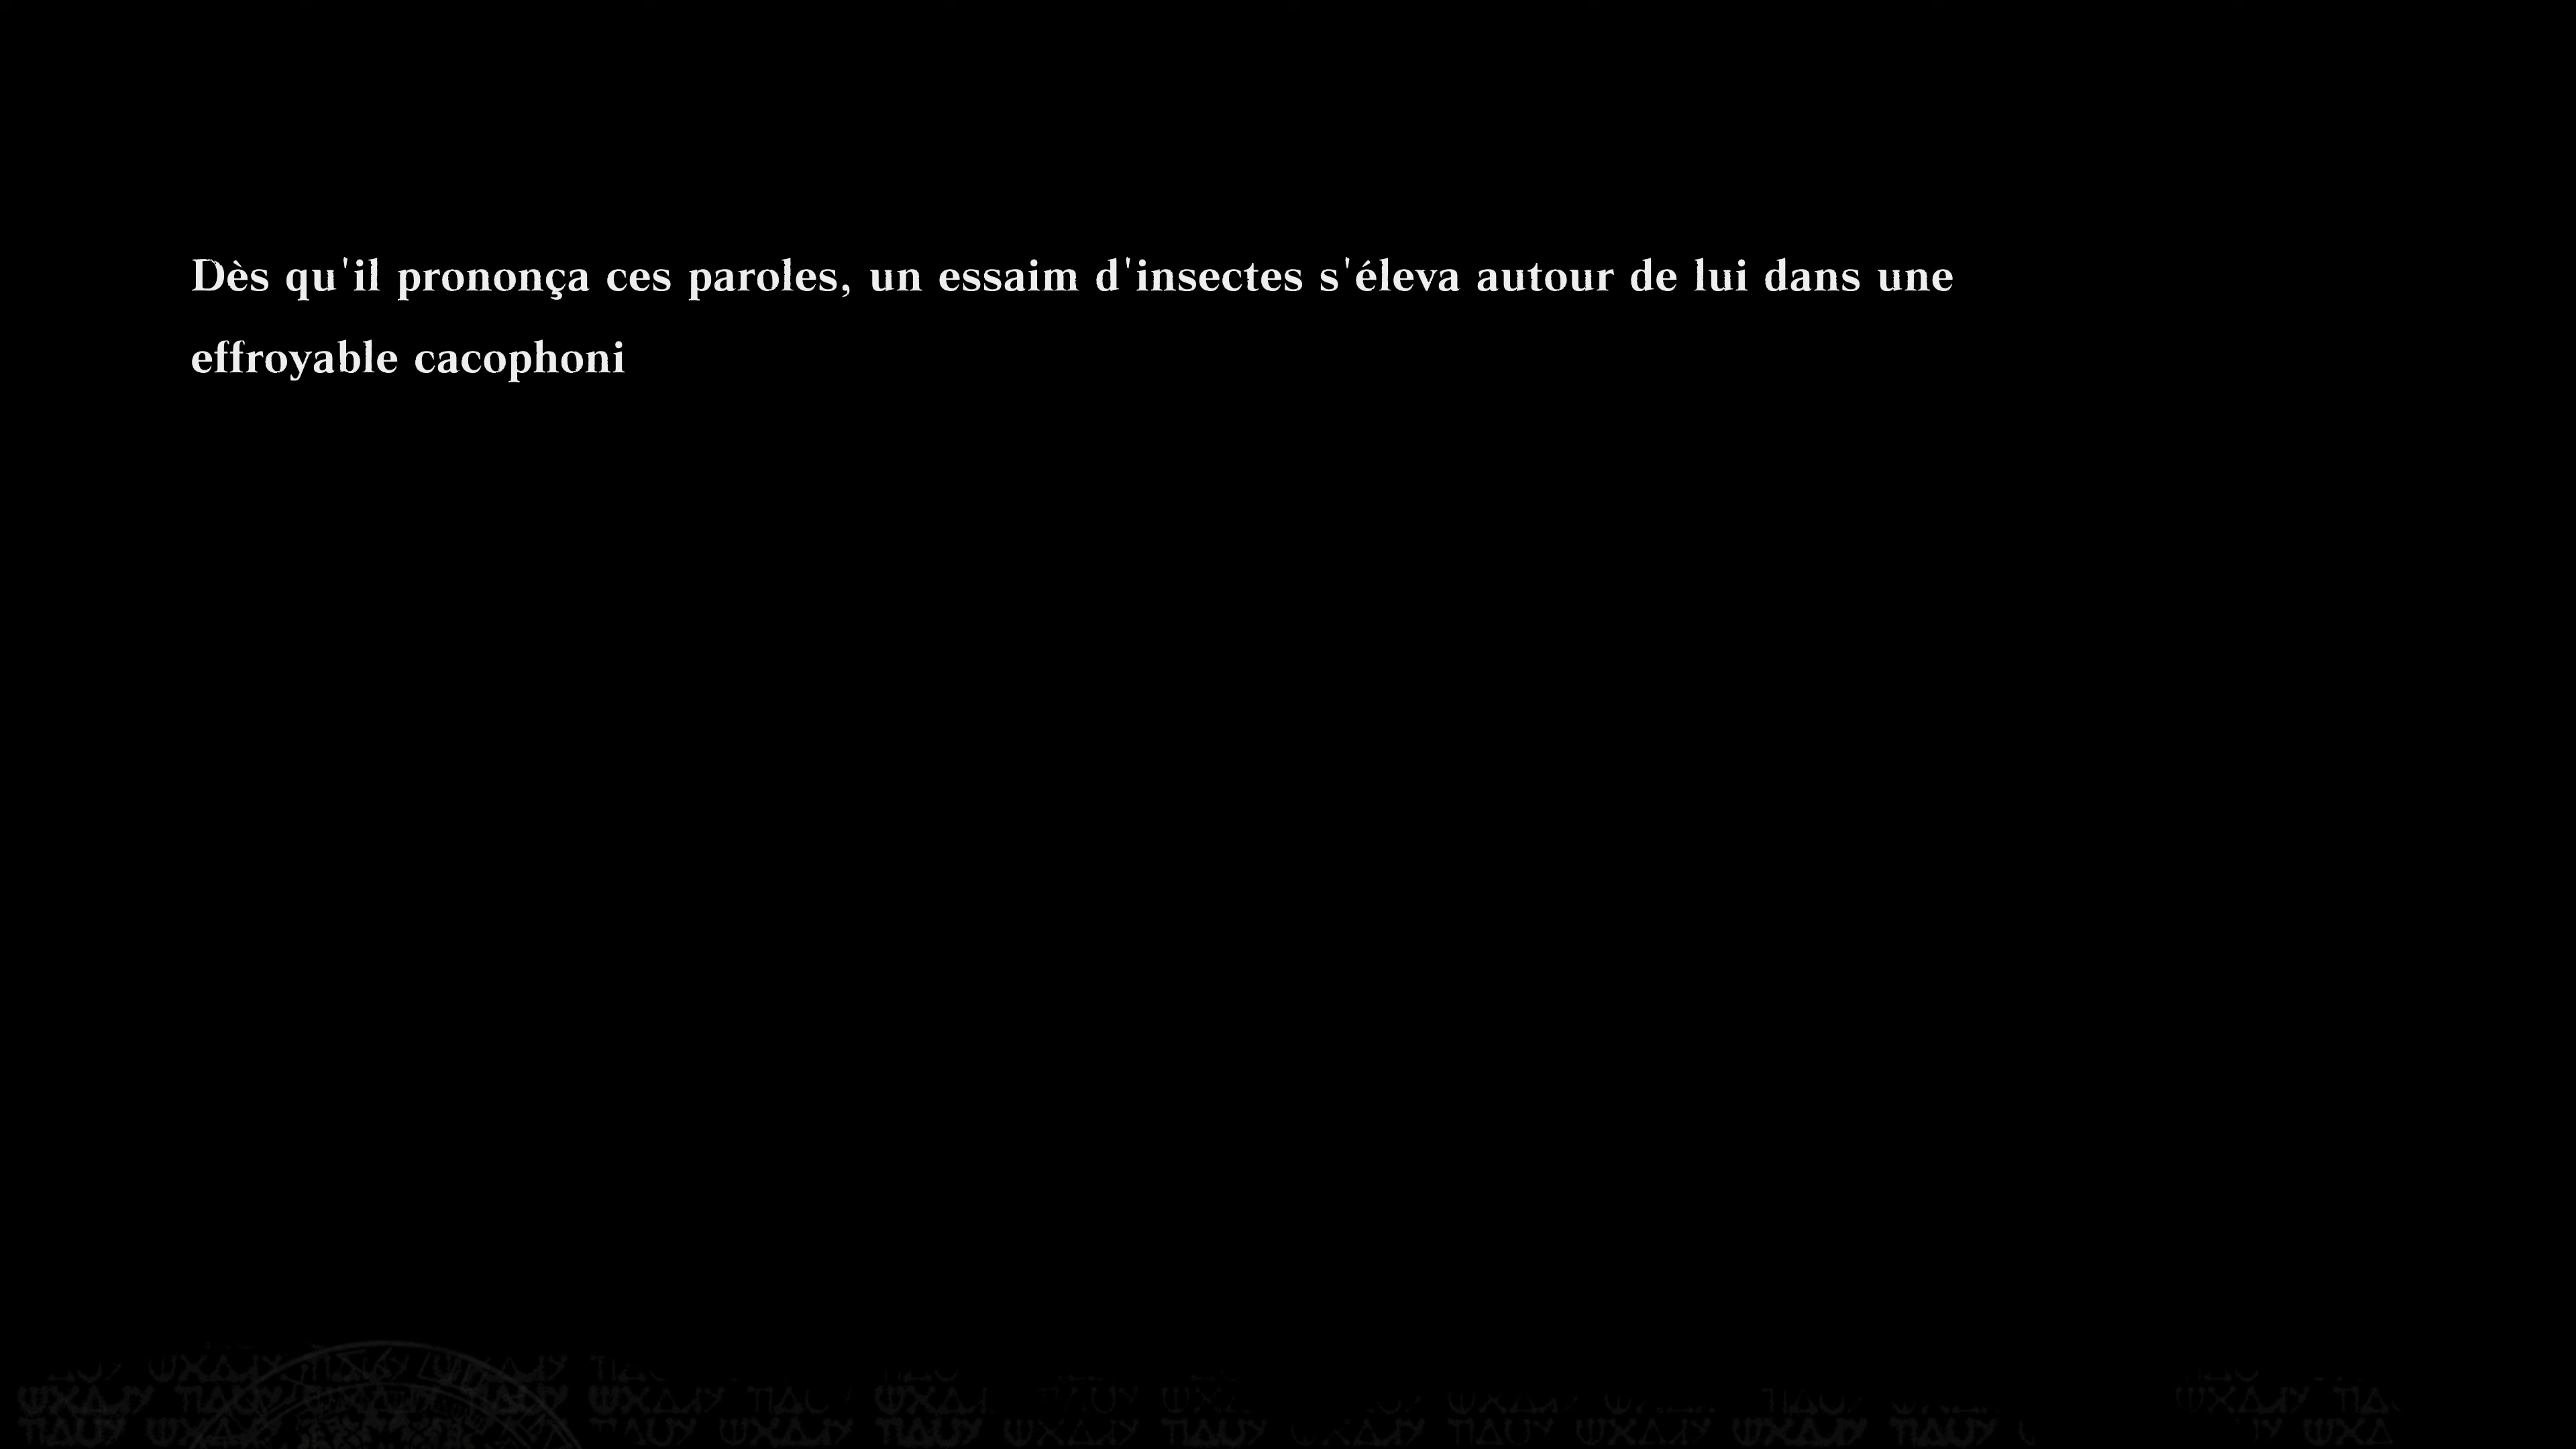 Dès qu'il prononça ces paroles, un essaim d'insectes s'éleva autour de lui dans une
effroyable cacophoni